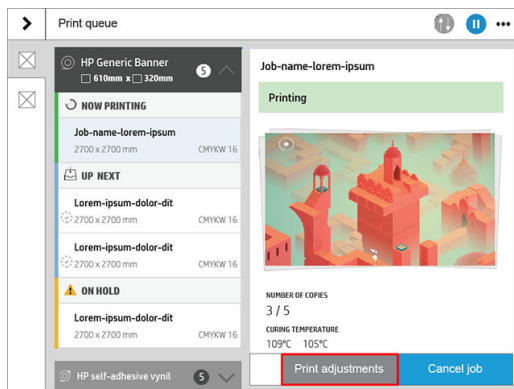 Print queue
HP Generic Banner
610mm x 320mm
5
NOW PRINTING
Job-name-lorem-ipsum
2700 x 2700 mm CMYKW 16
UP NEXT
Lorem-ipsum-dolor-dit
2700 x 2700 mm CMYKW 16
Lorem-ipsum-dolor-dit
2700 x 2700 mm CMYKW 16
ON HOLD
Lorem-ipsum-dolor-dit
2700 x 2700 mm CMYKW 16
HP self-adhesive vynil 5
Job-name-lorem-ipsum
Printing
NUMBER OF COPIES
3 / 5
CURING TEMPERATURE
109ºC 105ºC
Print adjustments Cancel job